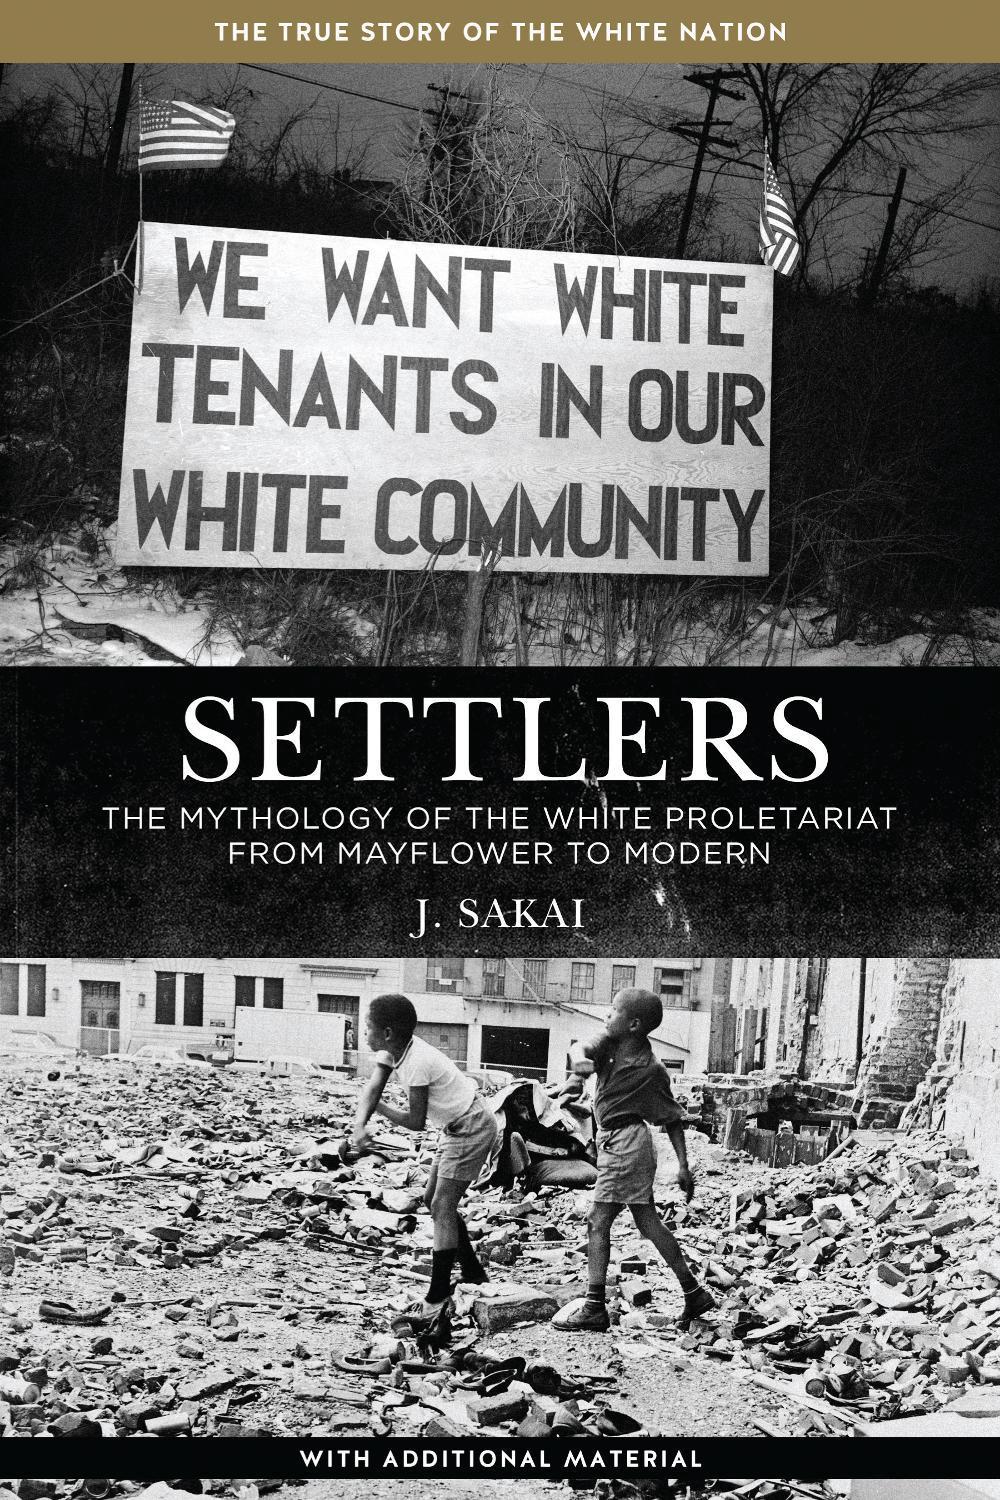 THE TRUE STORY OF THE WHITE NATION
WE WANT WHITE
TENANTS IN OUR
WHITE COMMUNITY
SETTLERS
THE MYTHOLOGY OF THE WHITE PROLETARIAT
FROM MAYFLOWER TO MODERN
J. SAKAI
WITH ADDITIONAL MATERIAL